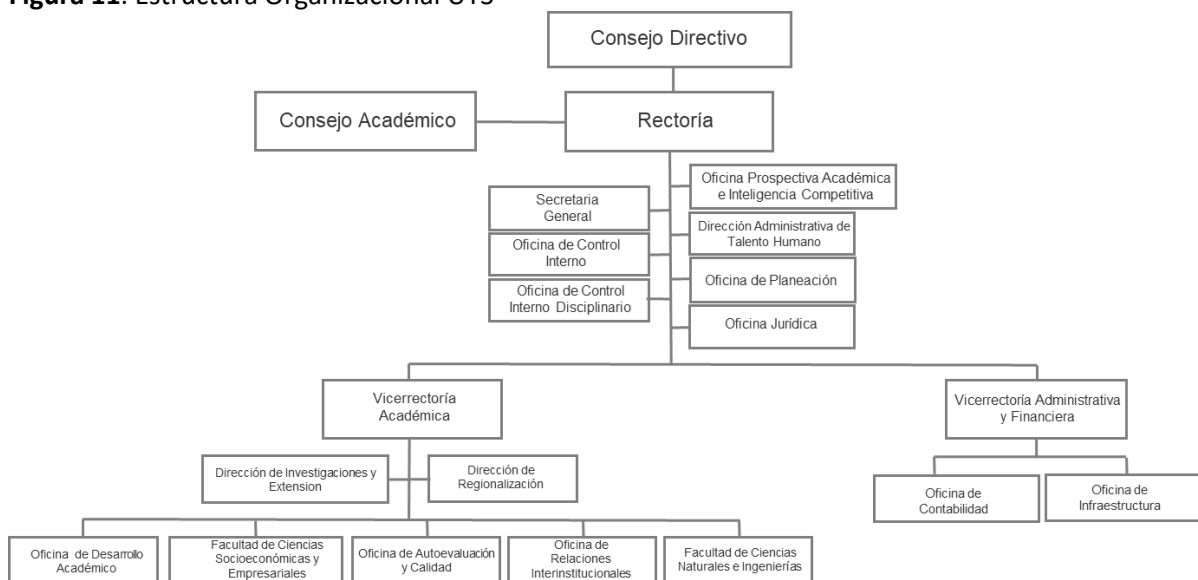 Figura 11. Estructura Organizacional UTS
Consejo Directivo
Consejo Académico
Rectoría
Oficina Prospectiva Académica
e Inteligencia Competitiva
Secretaria
General
Dirección Administrativa de
Talento Humano
Oficina de Control
Interno
Oficina de Planeación
Oficina de Control
Interno Disciplinario
Oficina Jurídica
Vicerrectoría
Académica
Vicerrectoría Administrativa
y Financiera
Dirección de Investigaciones y
Extension
Dirección de
Regionalización
Oficina de
Contabilidad
Oficina de
Infraestructura
Oficina de Desarrollo
Académico
Facultad de Ciencias
Socioeconómicas y
Empresariales
Oficina de Autoevaluación
y Calidad
Oficina de
Relaciones
Interinstitucionales
Facultad de Ciencias
Naturales e Ingenierías